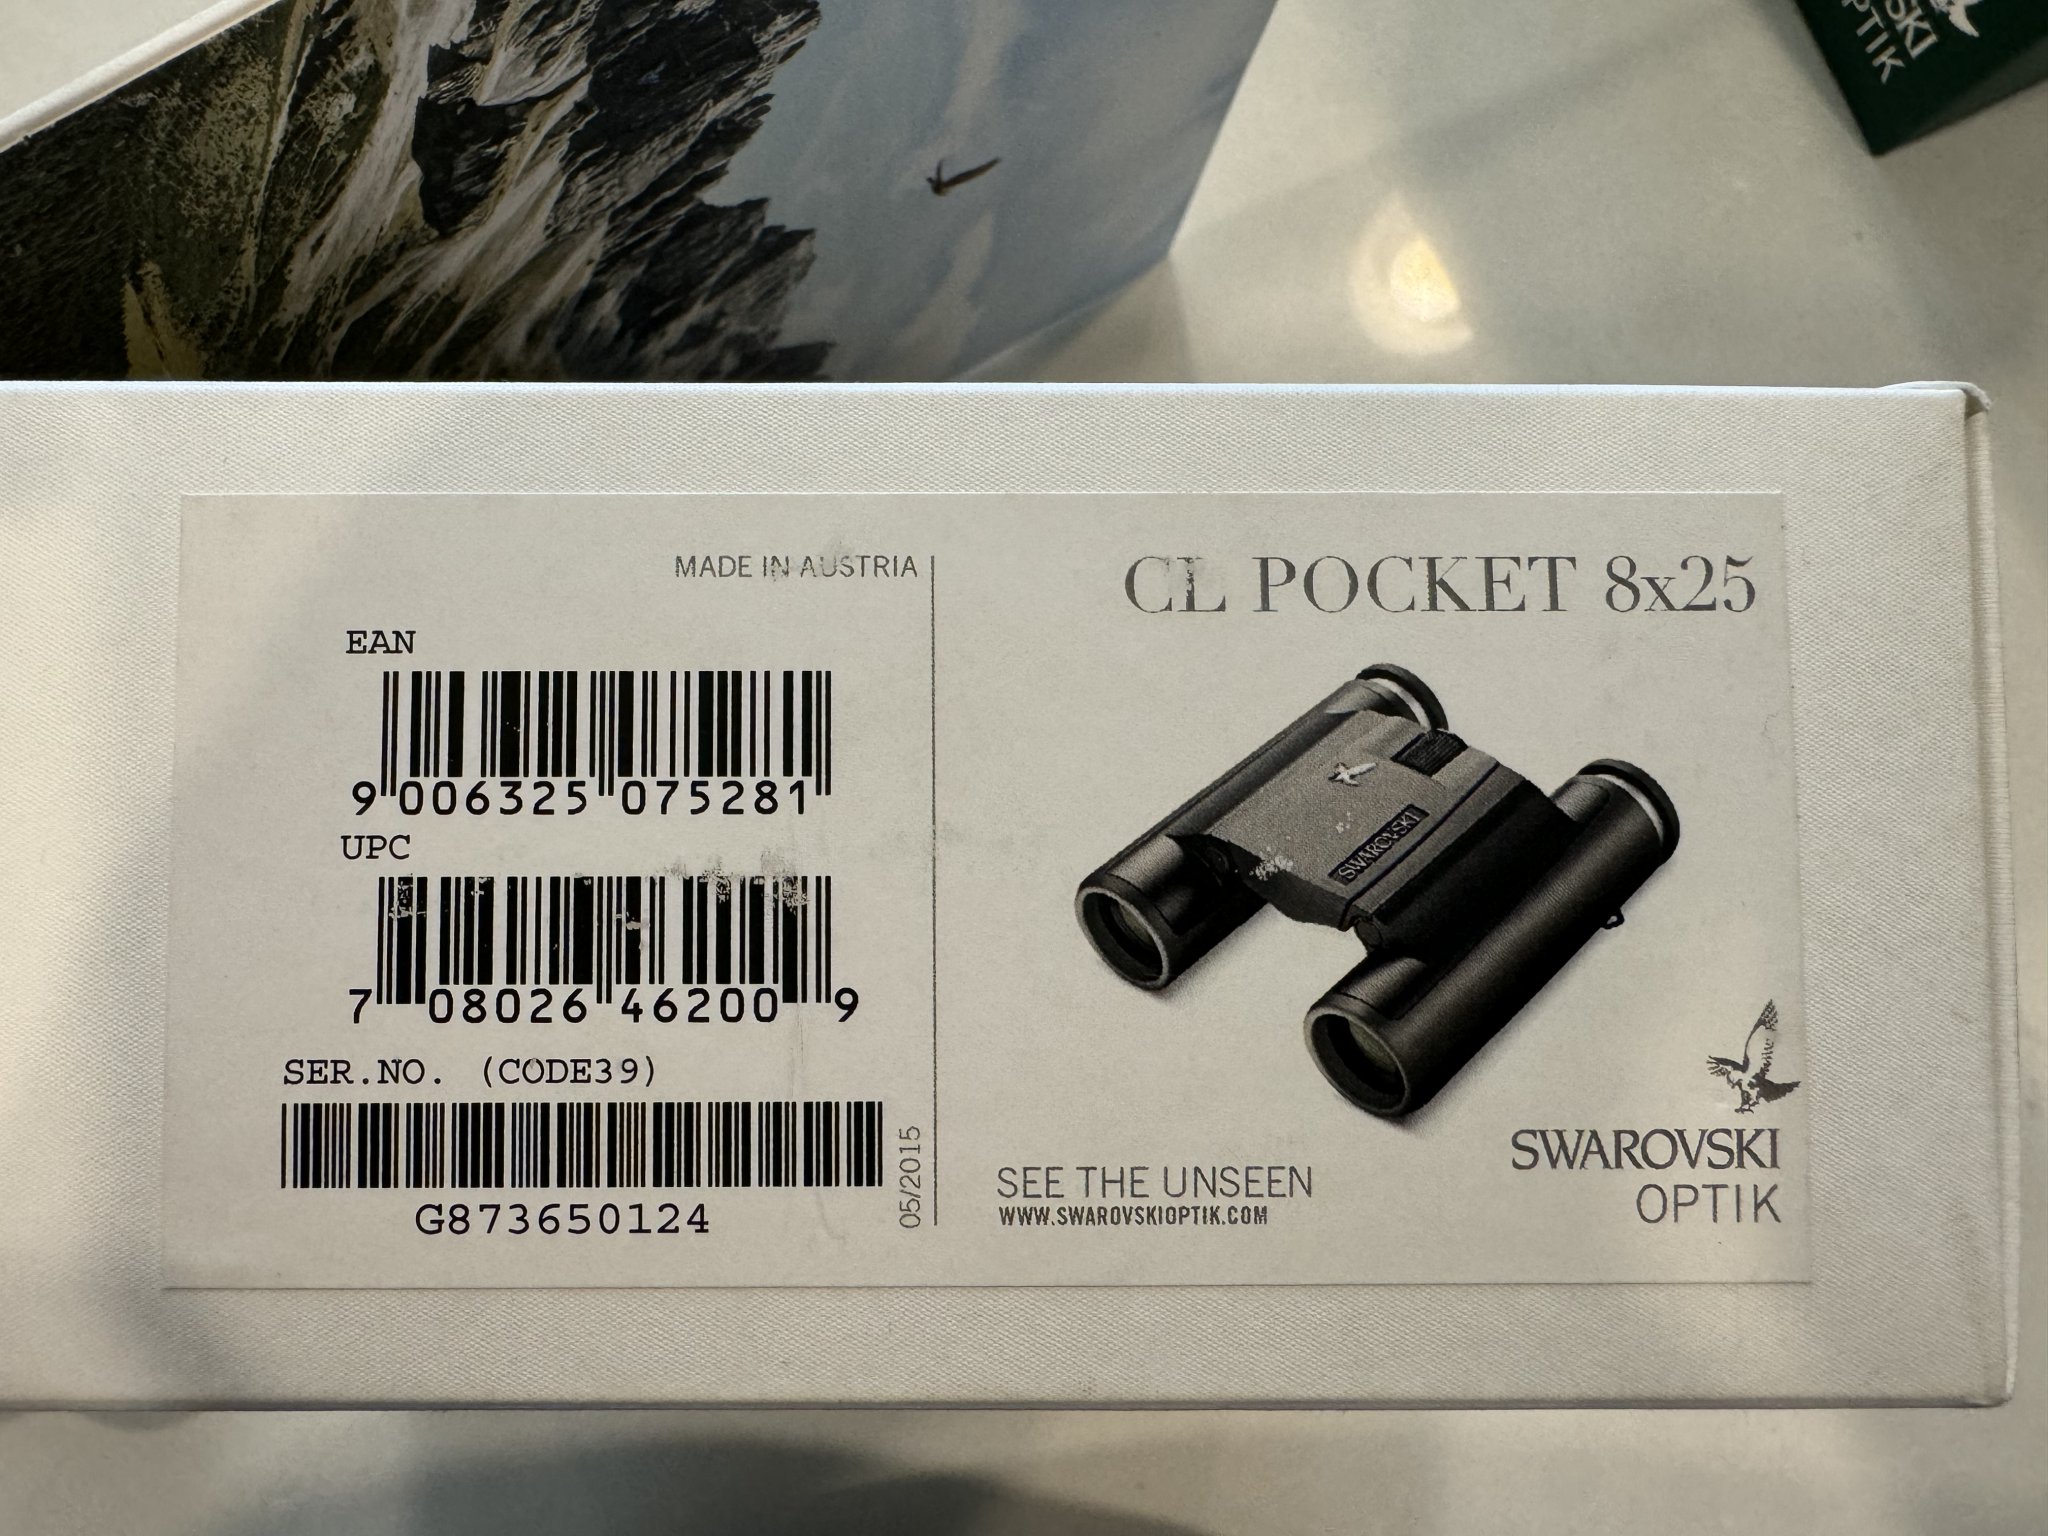 SKI
PTIK
MADE IN AUSTRIA
EAN
9 006325 075281
UPC
7 08026 46200 9
SER.NO. (CODE39)
G873650124
05/2015
CL POCKET 8x25
SWAROVSKI
SEE THE UNSEEN
WWW.SWAROVSKIOPTIK.COM
SWAROVSKI
OPTIK